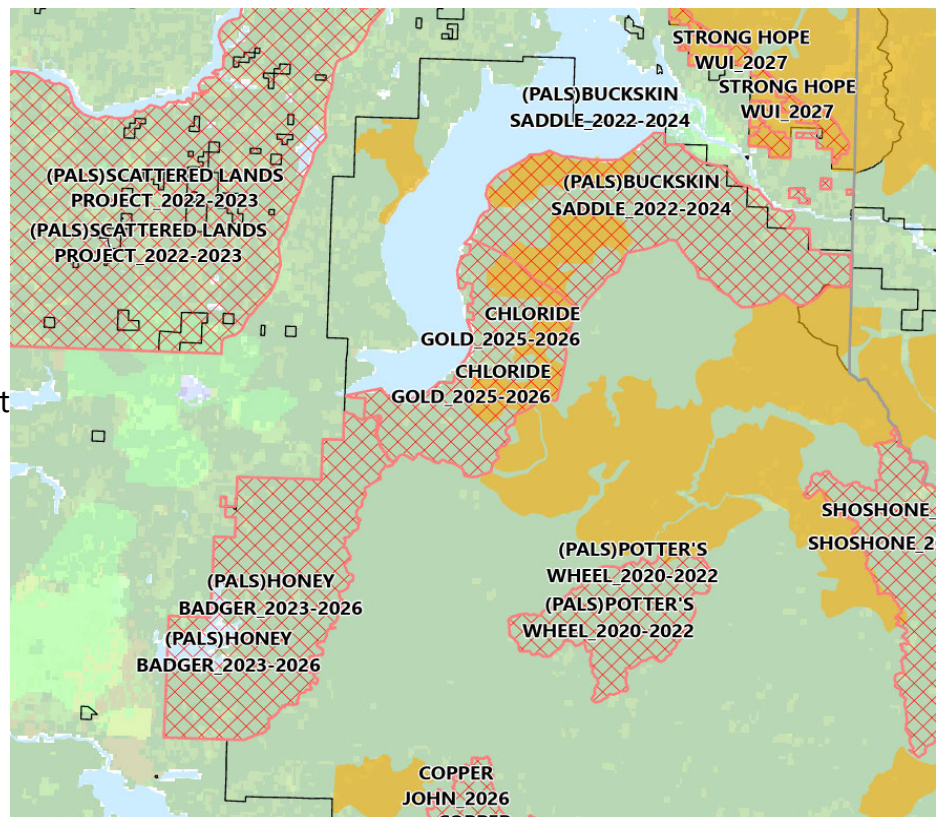 STRONG HOPE
WUI_2027
STRONG HOPE
WUI_2027
(PALS)BUCKSKIN
SADDLE_2022-2024
(PALS)SCATTERED LANDS
PROJECT_2022-2023
(PALS)BUCKSKIN
SADDLE_2022-2024
(PALS)SCATTERED LANDS
PROJECT_2022-2023
CHLORIDE
GOLD_2025-2026
CHLORIDE
GOLD_2025-2026
t
SHOSHONE_
SHOSHONE_2
(PALS)POTTER'S
WHEEL_2020-2022
(PALS)HONEY
BADGER_2023-2026
(PALS)POTTER'S
WHEEL_2020-2022
(PALS)HONEY
BADGER_2023-2026
COPPER
JOHN_2026
COPPER